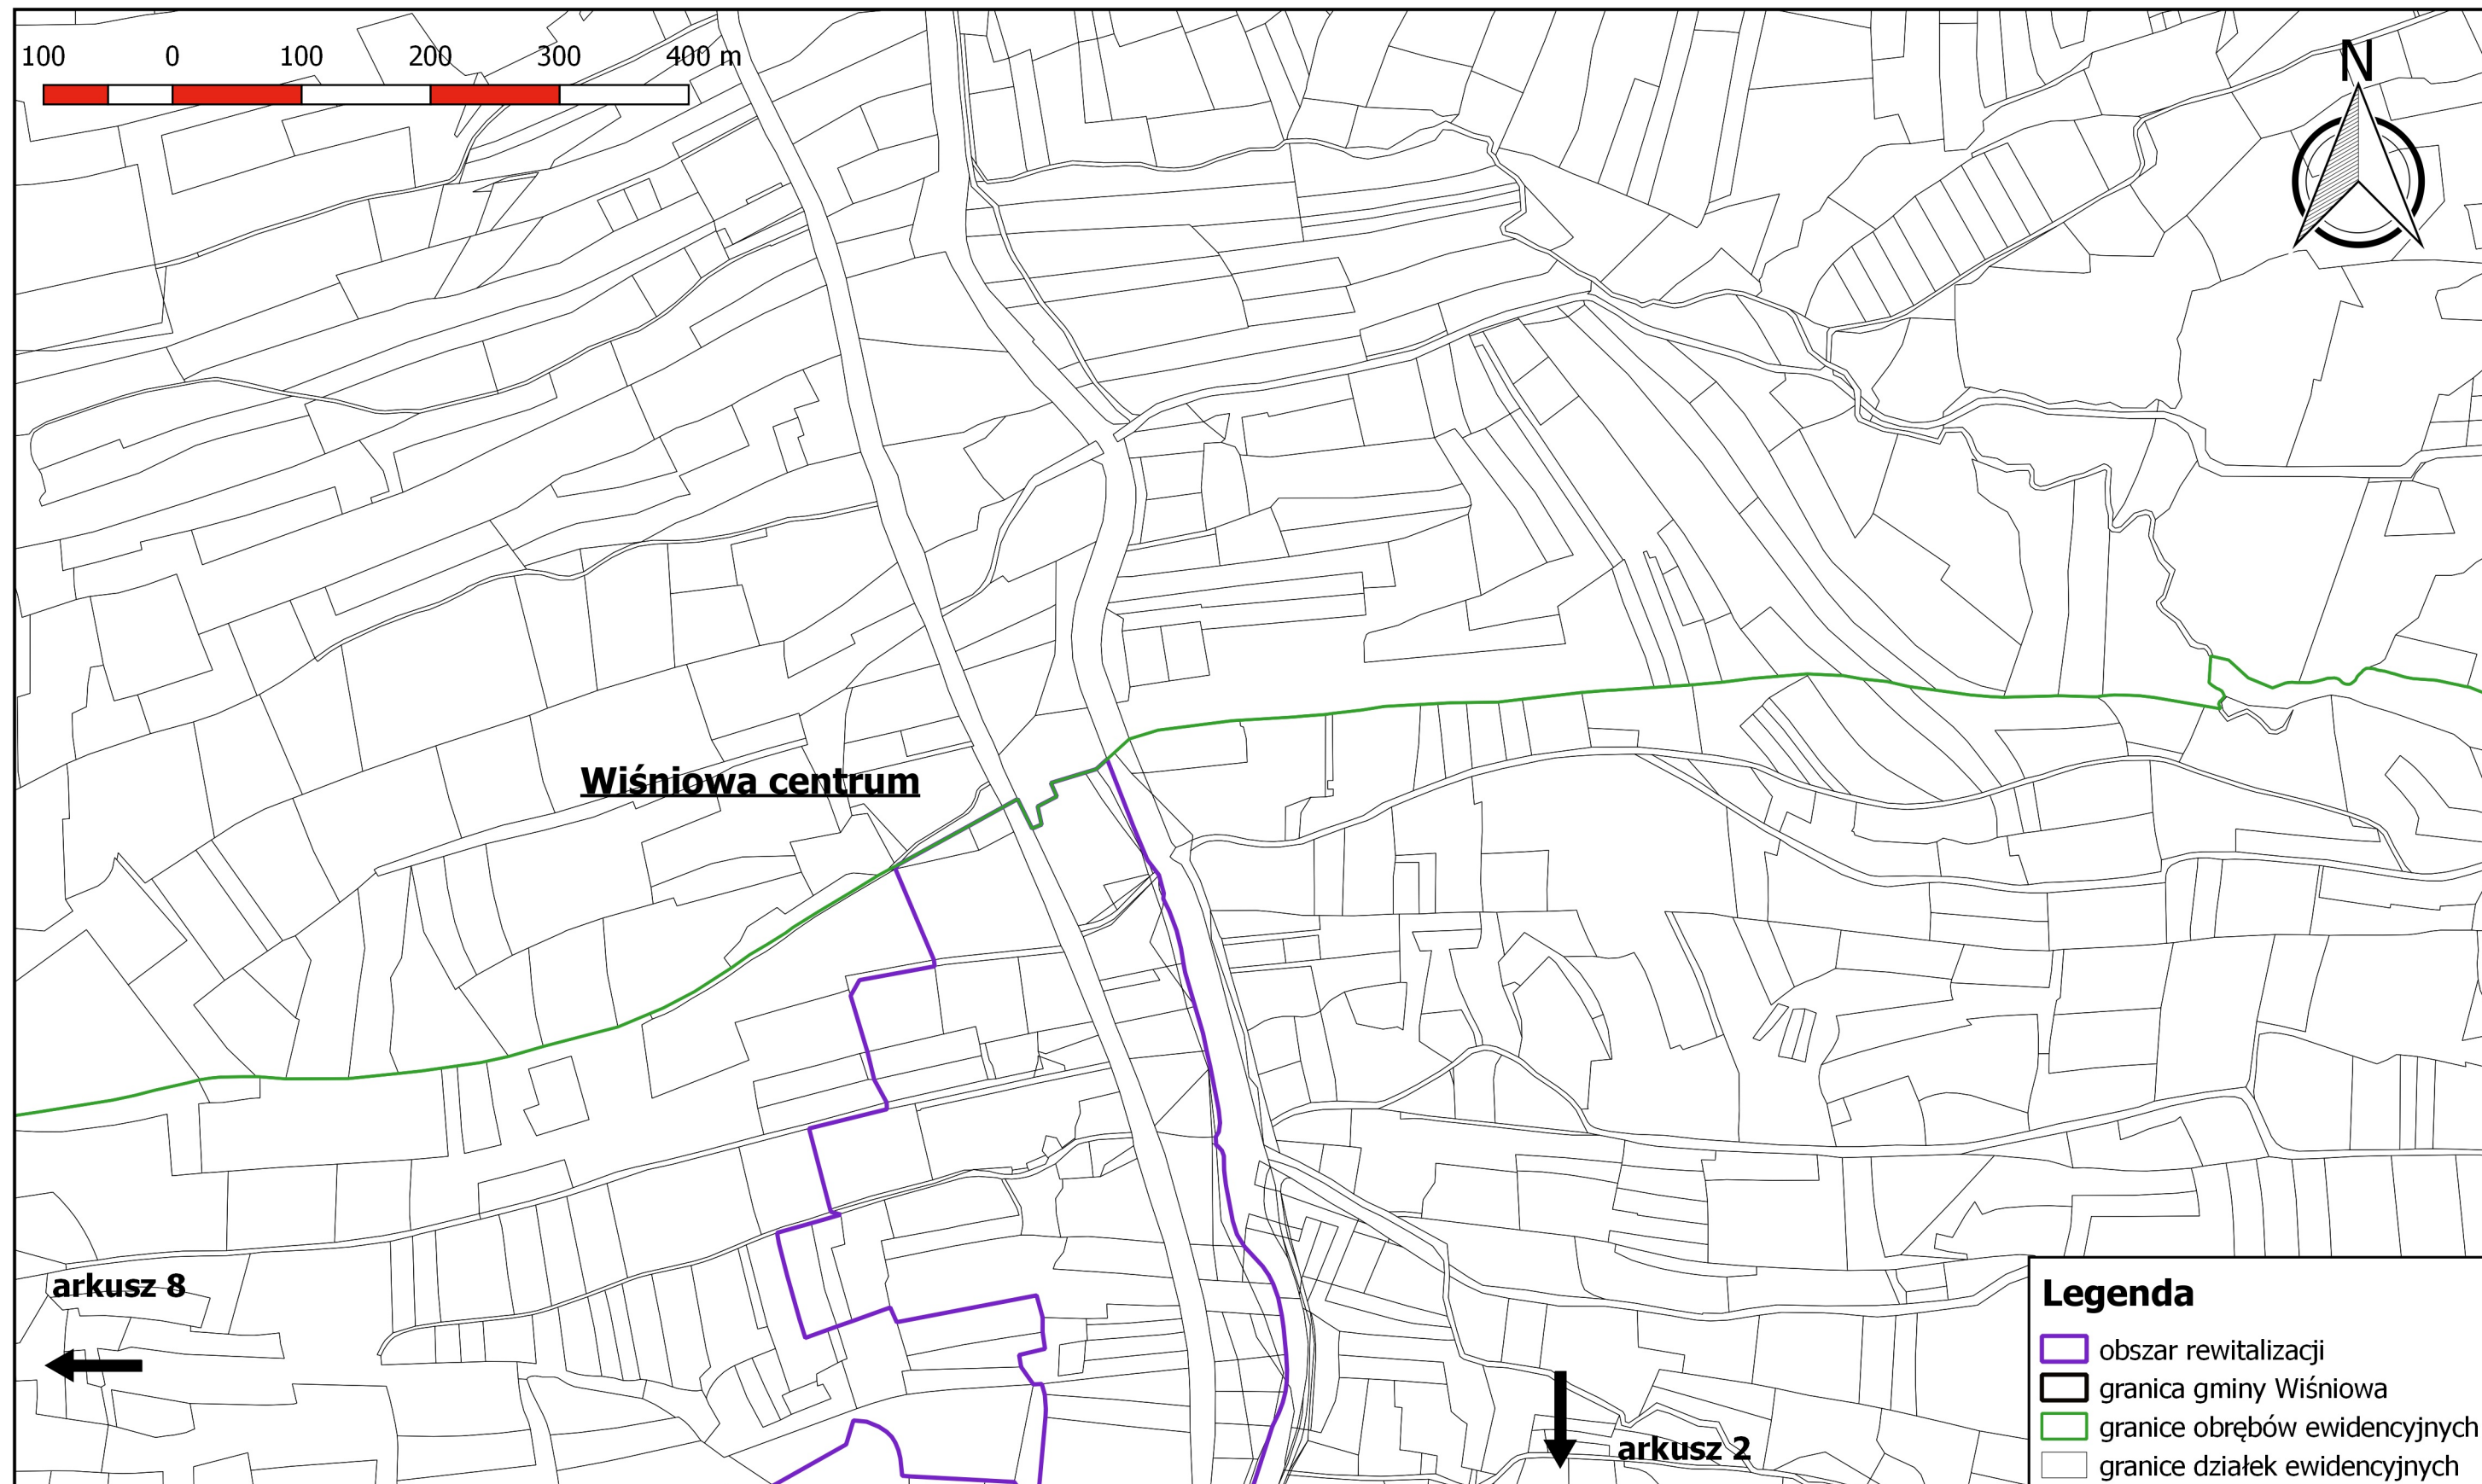 100 0 100 200 300 400 m
N
Wiśniowa centrum
arkusz 8
Legenda
obszar rewitalizacji
granica gminy Wiśniowa
granice obrębów ewidencyjnych
granice działek ewidencyjnych
arkusz 2